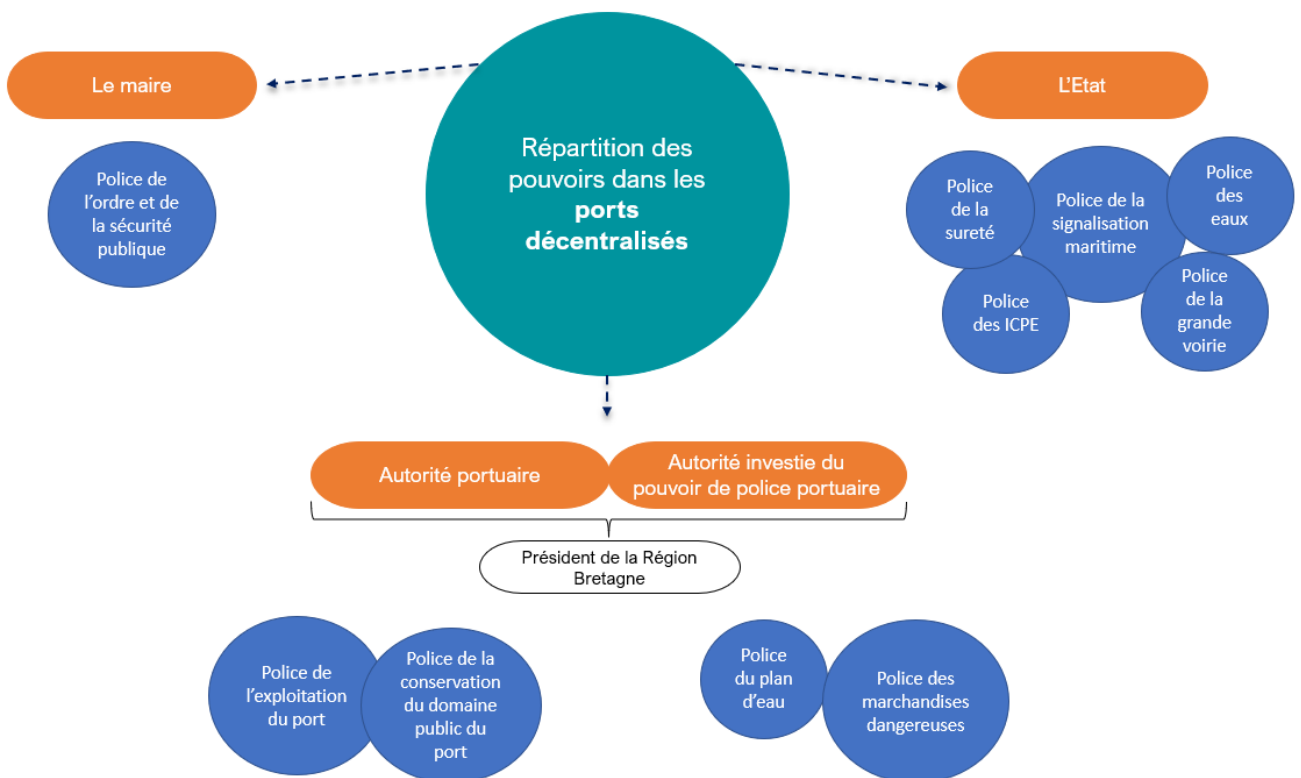 Répartition des
pouvoirs dans les
ports
décentralisés
Le maire
Police de
l'ordre et de
la sécurité
publique
L'Etat
Police
de la
sureté
Police de la
signalisation
maritime
Police
des
eaux
Police
des ICPE
Police
de la
grande
voirie
Autorité portuaire
Autorité investie du
pouvoir de police portuaire
Président de la Région
Bretagne
Police de
l'exploitation
du port
Police de la
conservation
du domaine
public du
port
Police
du plan
d'eau
Police des
marchandises
dangereuses